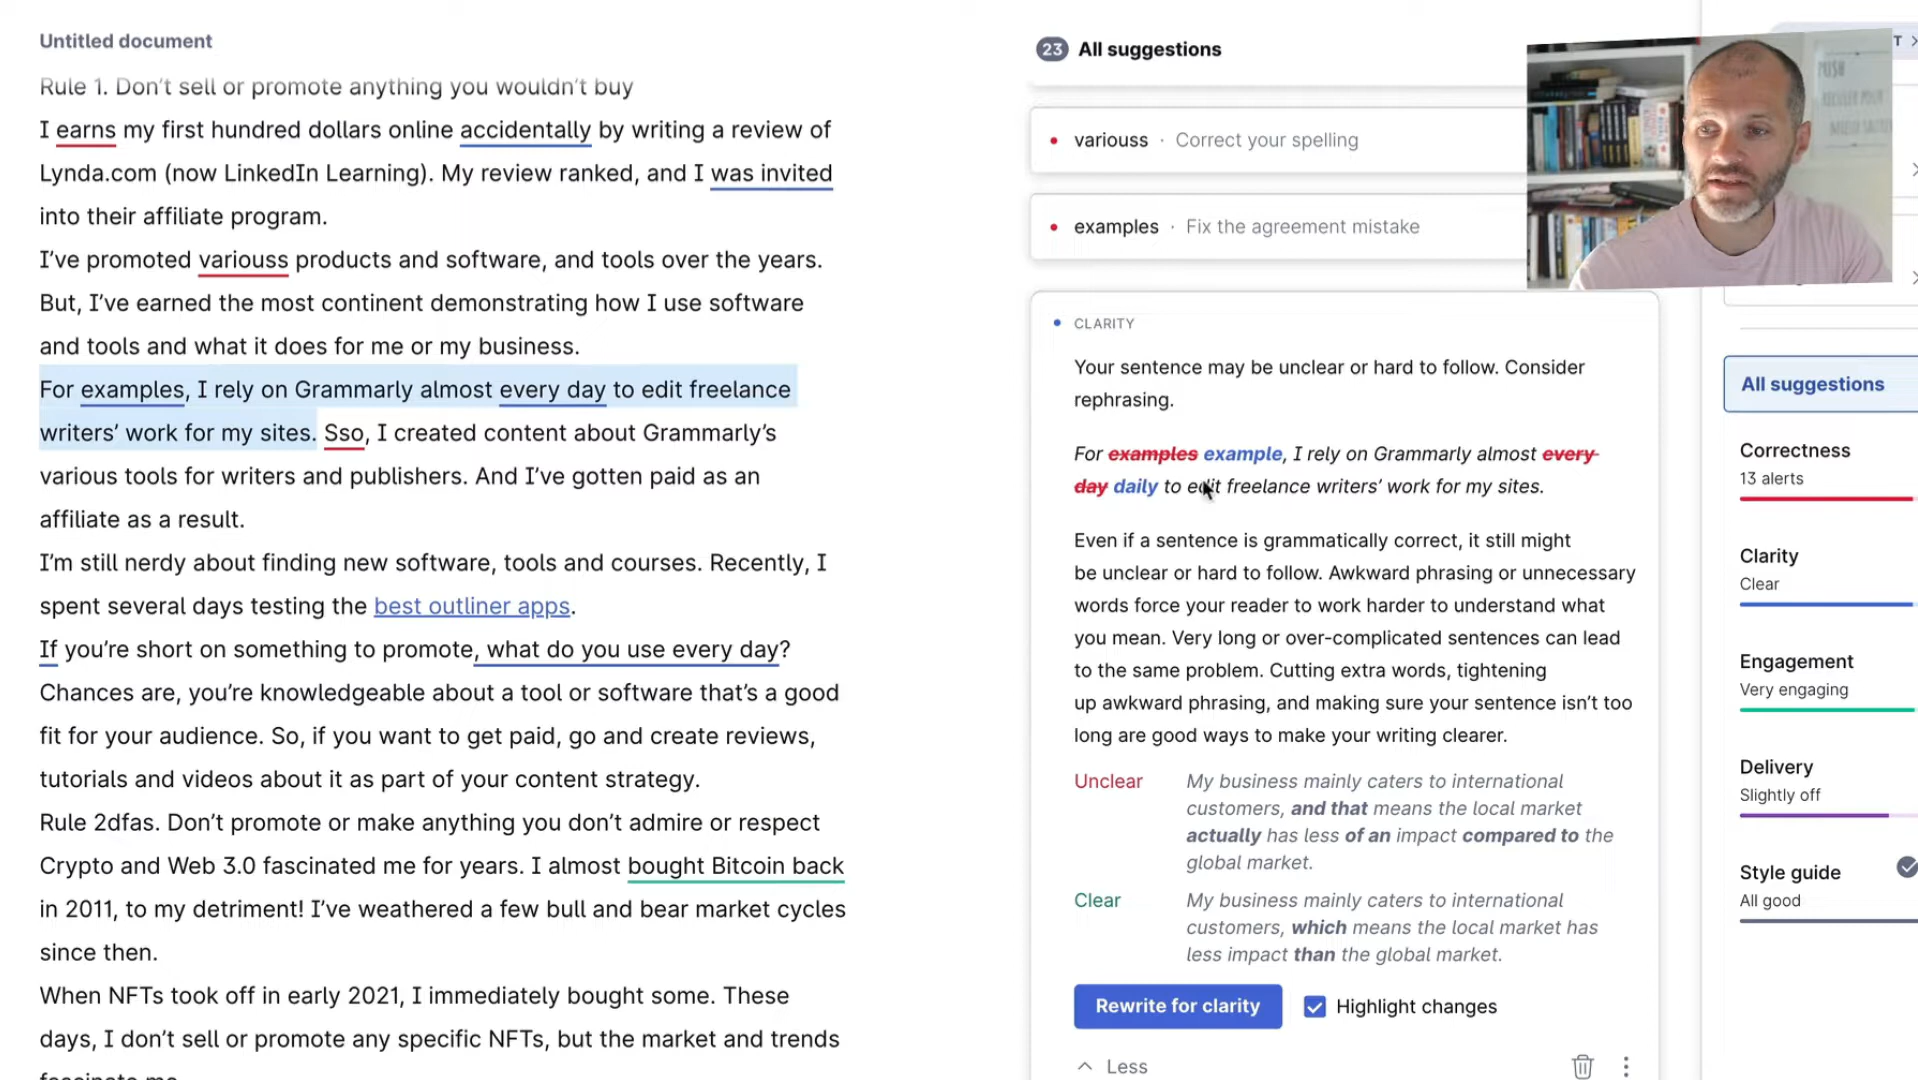 Untitled document
Rule 1. Don't sell or promote anything you wouldn't buy
I earns my first hundred dollars online accidentally by writing a review of
Lynda.com (now LinkedIn Learning). My review ranked, and I was invited
into their affiliate program.
I've promoted variouss products and software, and tools over the years.
But, I've earned the most continent demonstrating how I use software
and tools and what it does for me or my business.
For examples, I rely on Grammarly almost every day to edit freelance
writers' work for my sites. Sso, I created content about Grammarly's
various tools for writers and publishers. And I've gotten paid as an
affiliate as a result.
I'm still nerdy about finding new software, tools and courses. Recently, I
spent several days testing the best outliner apps.
If you're short on something to promote, what do you use every day?
Chances are, you're knowledgeable about a tool or software that's a good
fit for your audience. So, if you want to get paid, go and create reviews,
tutorials and videos about it as part of your content strategy.
Rule 2dfas. Don't promote or make anything you don't admire or respect
Crypto and Web 3.0 fascinated me for years. I almost bought Bitcoin back
in 2011, to my detriment! I've weathered a few bull and bear market cycles
since then.
When NFTs took off in early 2021, I immediately bought some. These
days, I don't sell or promote any specific NFTs, but the market and trends
fascinate me.
23 All suggestions
variouss · Correct your spelling
examples · Fix the agreement mistake
CLARITY
Your sentence may be unclear or hard to follow. Consider
rephrasing.
For examples example, I rely on Grammarly almost every
day daily to edit freelance writers' work for my sites.
Even if a sentence is grammatically correct, it still might
be unclear or hard to follow. Awkward phrasing or unnecessary
words force your reader to work harder to understand what
you mean. Very long or over-complicated sentences can lead
to the same problem. Cutting extra words, tightening
up awkward phrasing, and making sure your sentence isn't too
long are good ways to make your writing clearer.
Unclear
My business mainly caters to international
customers, and that means the local market
actually has less of an impact compared to the
global market.
Clear
My business mainly caters to international
customers, which means the local market has
less impact than the global market.
Rewrite for clarity
Highlight changes
Less
T
All suggestions
Correctness
13 alerts
Clarity
Clear
Engagement
Very engaging
Delivery
Slightly off
Style guide
All good